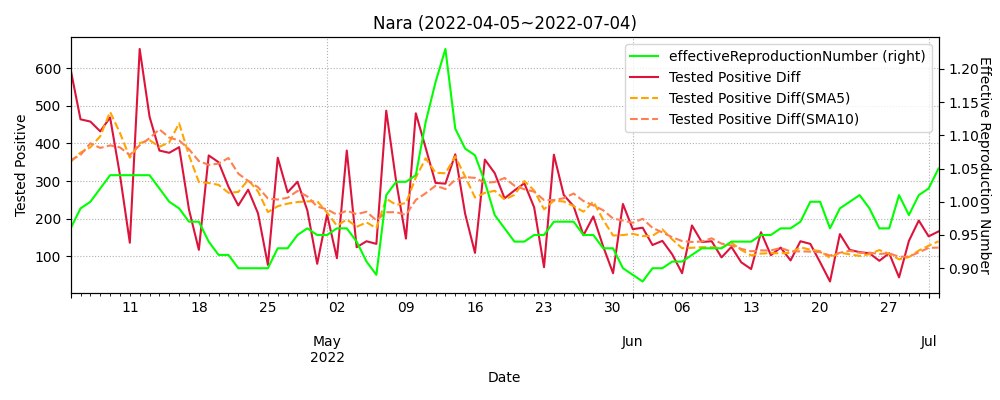 Nara (2022-04-05~2022-07-04)
effectiveReproductionNumber (right)
Tested Positive Diff
Tested Positive Diff(SMA5)
Tested Positive Diff(SMA10)
Tested Positive
600
500
400
300
200
100
1.20
1.15
1.10
1.05
1.00
0.95
0.90
Effective Reproduction Number
11 18 25 02 09 16 23 30 06 13 20 27
May Jun Jul
2022
Date